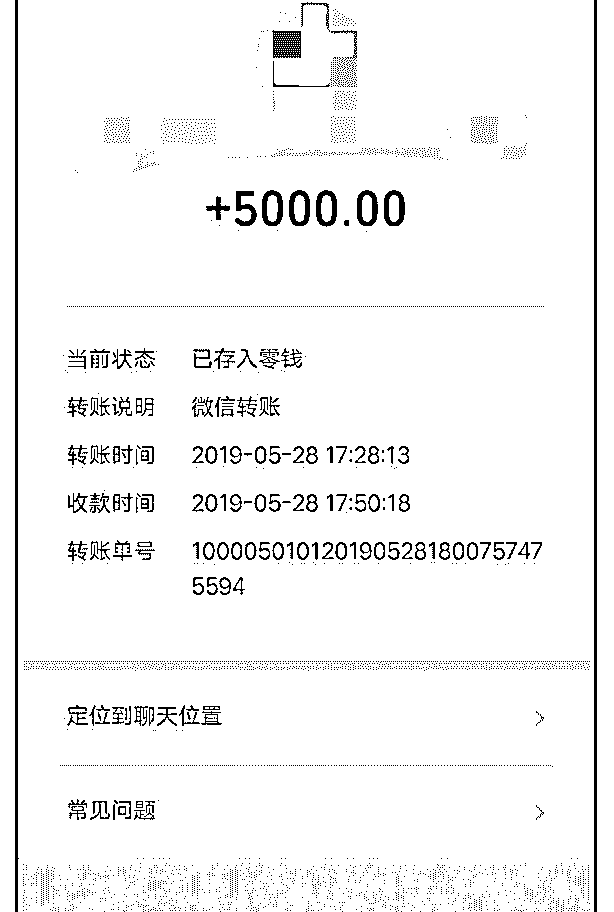 +5000.00
当前状态 已存入零钱
转账说明 微信转账
转账时间 2019-05-28 17:28:13
收款时间 2019-05-28 17:50:18
转账单号 100005010120190528180075747
5594
定位到聊天位置
常见问题